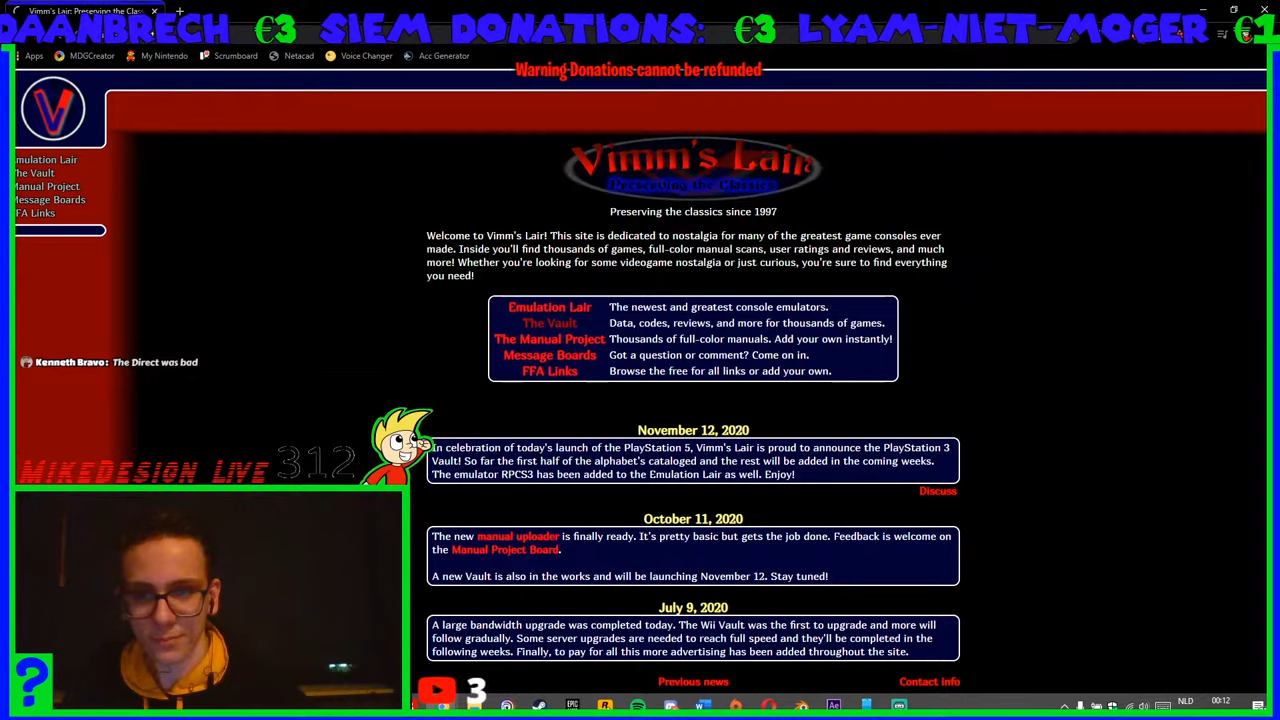 Vimm's Lair: Preserving the Class
DAANBRECH €3 SIEM DONATIONS: €3 LYAM-NIET-MOGER €1
Apps MDGCreator My Nintendo Scrumboard Netacad Voice Changer Acc Generator
Warning Donations cannot be refunded
V
mulation Lair
he Vault
Manual Project
Message Boards
FA Links
Vimm's Lair
Preserving the Classics
Preserving the classics since 1997
Welcome to Vimm's Lair! This site is dedicated to nostalgia for many of the greatest game consoles ever
made. Inside you'll find thousands of games, full-color manual scans, user ratings and reviews, and much
more! Whether you're looking for some videogame nostalgia or just curious, you're sure to find everything
you need!
Emulation Lair The newest and greatest console emulators.
The Vault Data, codes, reviews, and more for thousands of games.
The Manual Project Thousands of full-color manuals. Add your own instantly!
Message Boards Got a question or comment? Come on in.
FFA Links Browse the free for all links or add your own.
Kenneth Bravo: The Direct was bad
November 12, 2020
In celebration of today's launch of the PlayStation 5, Vimm's Lair is proud to announce the PlayStation 3
Vault! So far the first half of the alphabet's cataloged and the rest will be added in the coming weeks.
The emulator RPCS3 has been added to the Emulation Lair as well. Enjoy!
Discuss
MikeDesign Live 312
October 11, 2020
The new manual uploader is finally ready. It's pretty basic but gets the job done. Feedback is welcome on
the Manual Project Board.
A new Vault is also in the works and will be launching November 12. Stay tuned!
July 9, 2020
A large bandwidth upgrade was completed today. The Wii Vault was the first to upgrade and more will
follow gradually. Some server upgrades are needed to reach full speed and they'll be completed in the
following weeks. Finally, to pay for all this more advertising has been added throughout the site.
Previous news Contact info
?
3
NLD 00:12